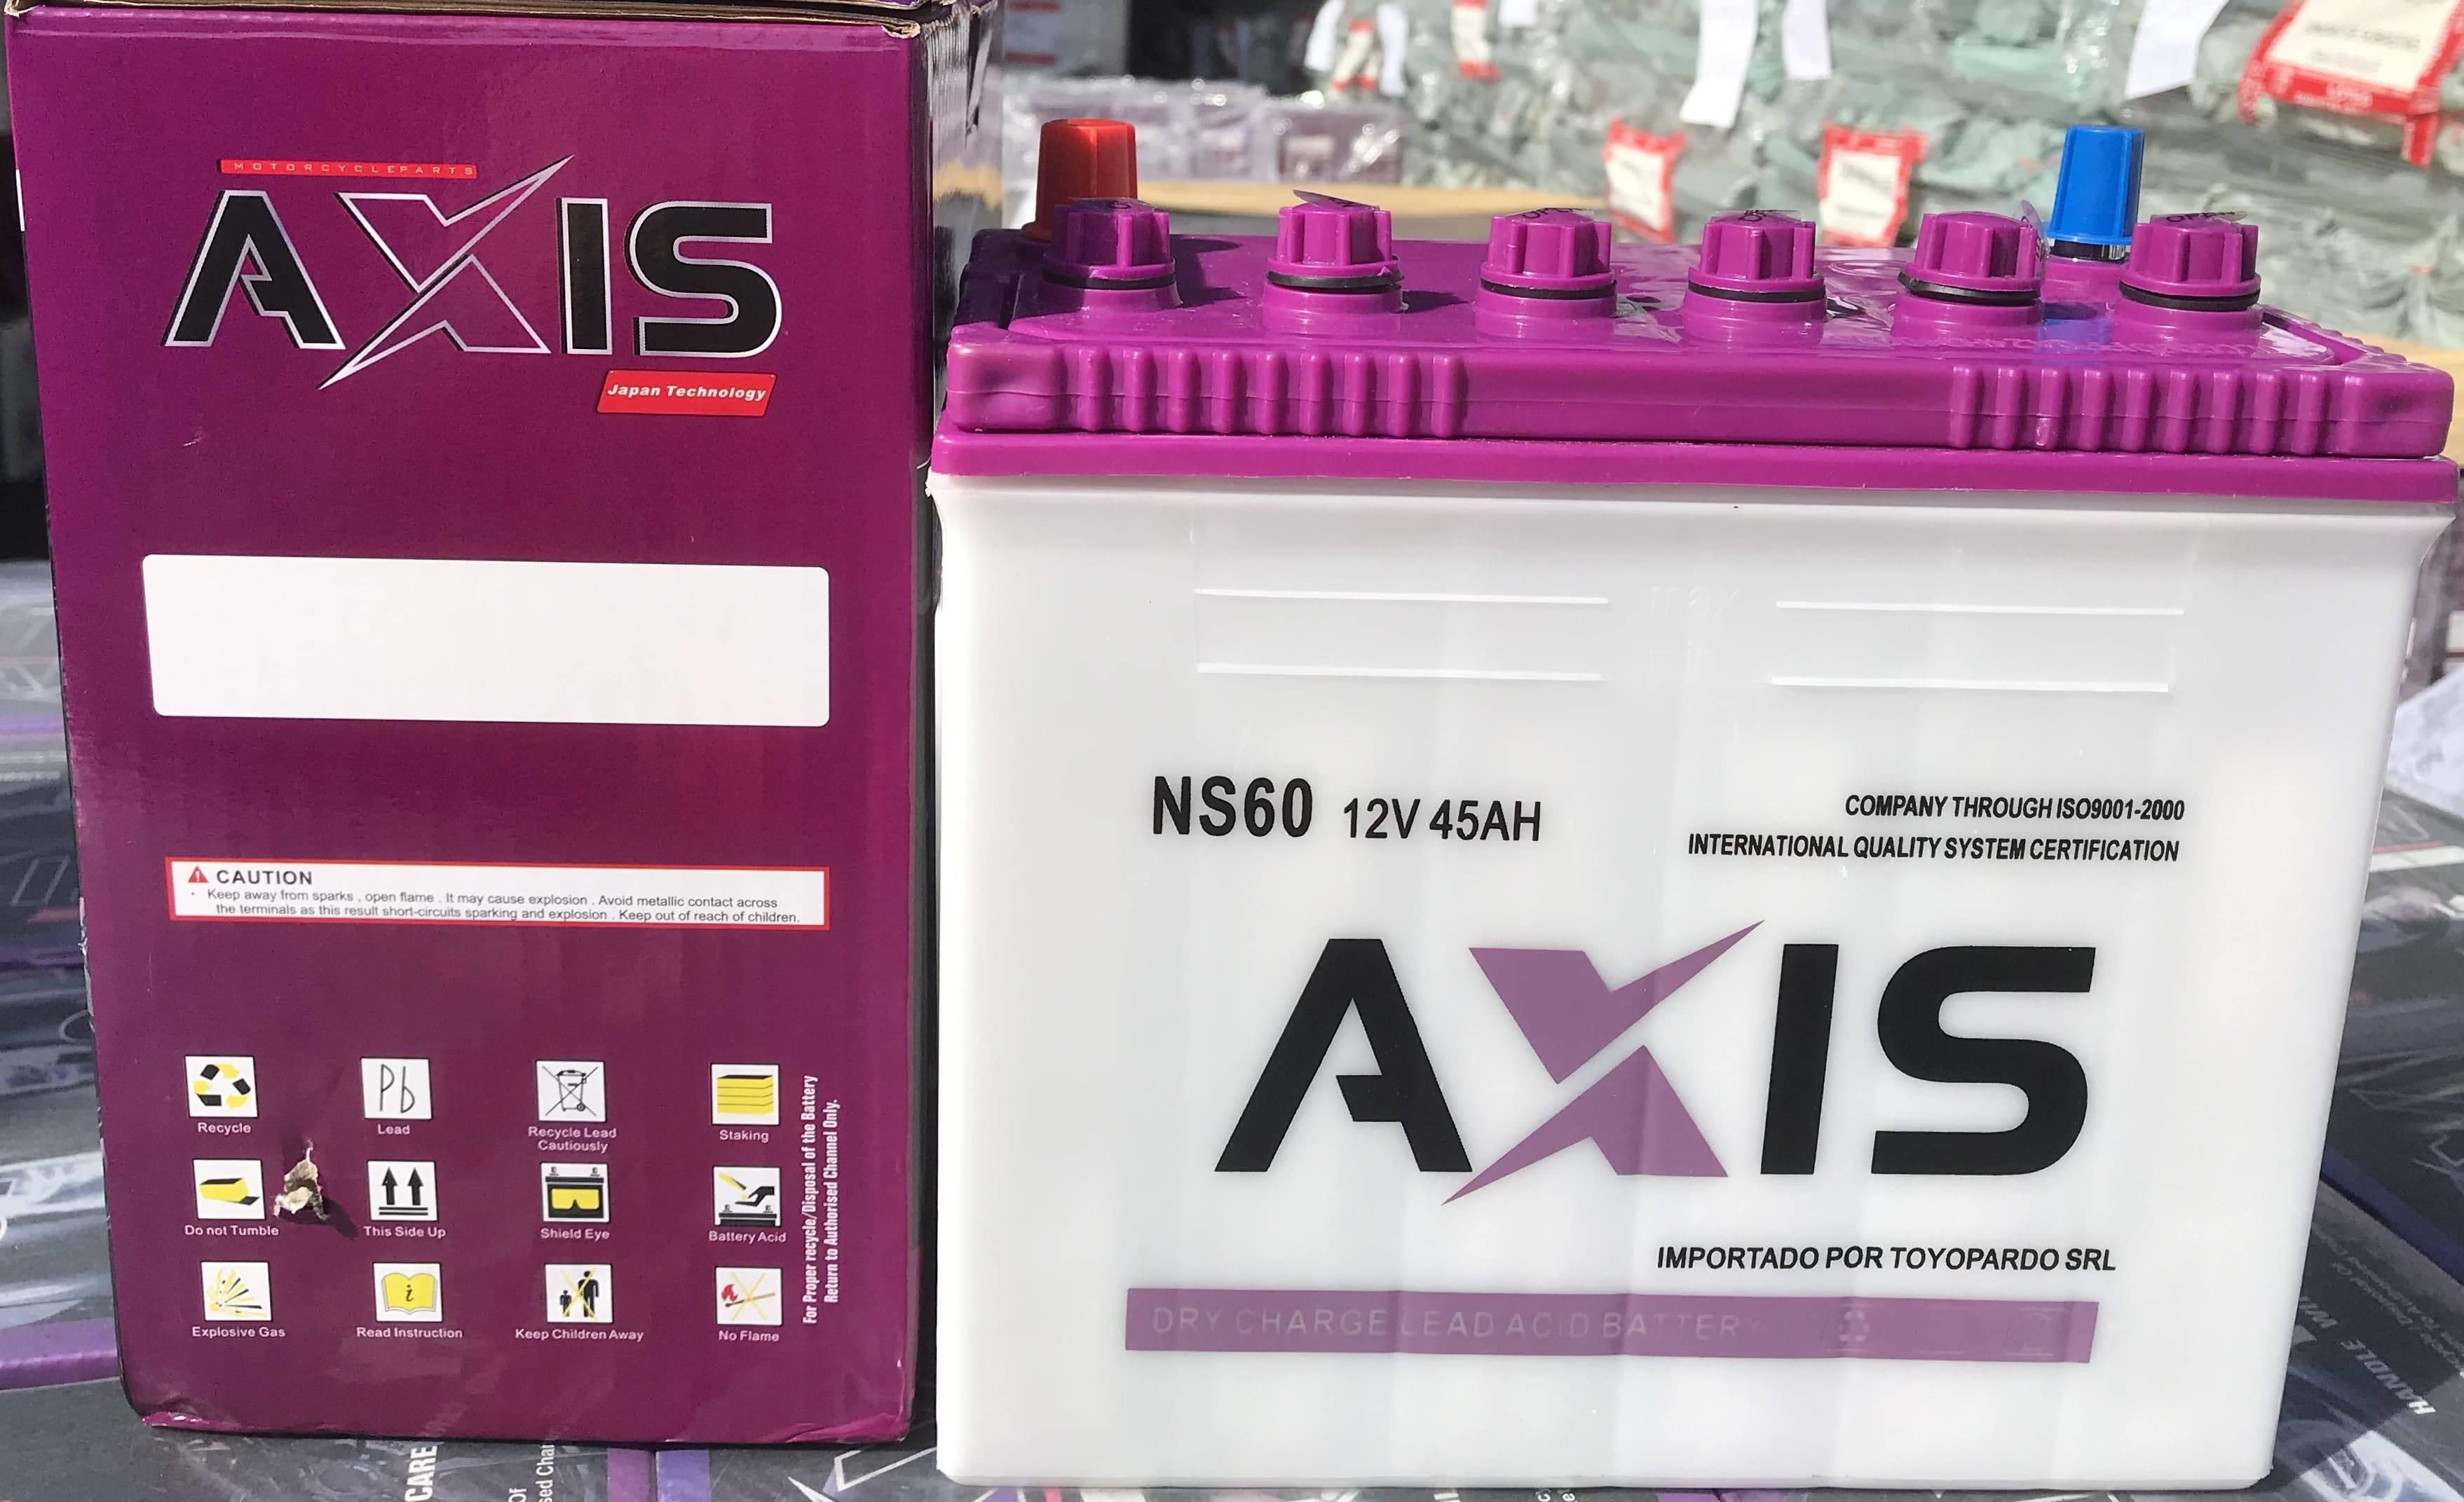 MOTORCYCLEPARTS
AXIS
Japan Technology
CAUTION
· Keep away from sparks , open flame . It may cause explosion . Avoid metallic contact across
the terminals as this result short-circuits sparking and explosion . Keep out of reach of children.
Recycle
Pb
Lead
Recycle Lead
Cautiously
Staking
Do not Tumble
This Side Up
Shield Eye
Battery Acid
Explosive Gas
i
Read Instruction
Keep Children Away
No Flame
For Proper recycle/Disposal of the Battery
Return to Authorised Channel Only.
max
NS60 12V 45AH
COMPANY THROUGH ISO9001-2000
INTERNATIONAL QUALITY SYSTEM CERTIFICATION
AXIS
IMPORTADO POR TOYOPARDO SRL
DRY CHARGE LEAD ACID BATTERY
CARE
HANDLE